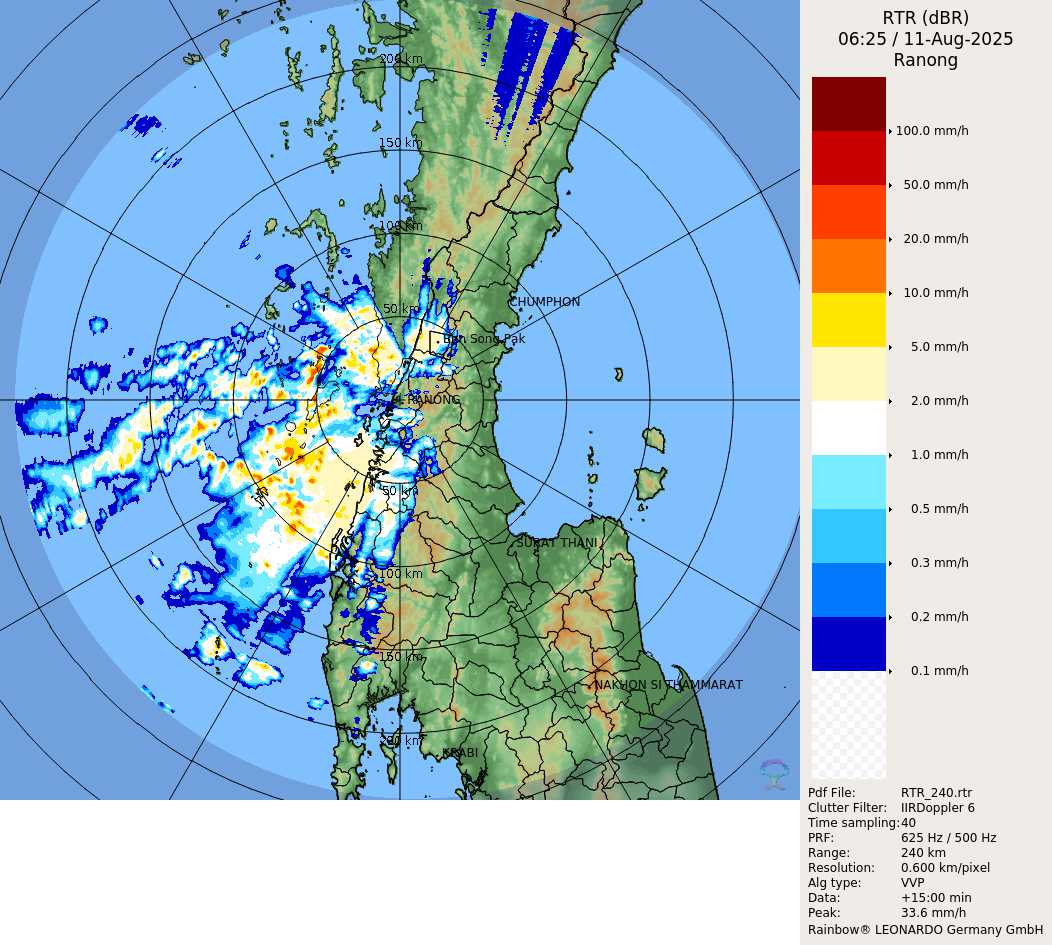 RTR (dBR)
06:25 / 11-Aug-2025
Ranong
200 km
150 km
100 km
50 km
CHUMPHON
RANONG
50 km
SURAT THANI
100 km
150 km
NAKHON SI THAMMARAT
KRABI
100.0 mm/h
50.0 mm/h
20.0 mm/h
10.0 mm/h
5.0 mm/h
2.0 mm/h
1.0 mm/h
0.5 mm/h
0.3 mm/h
0.2 mm/h
0.1 mm/h
Pdf File: RTR_240.rtr
Clutter Filter: IIRDoppler 6
Time sampling:40
PRF: 625 Hz / 500 Hz
Range: 240 km
Resolution: 0.600 km/pixel
Alg type: VVP
Data: +15:00 min
Peak: 33.6 mm/h
Rainbow® LEONARDO Germany GmbH